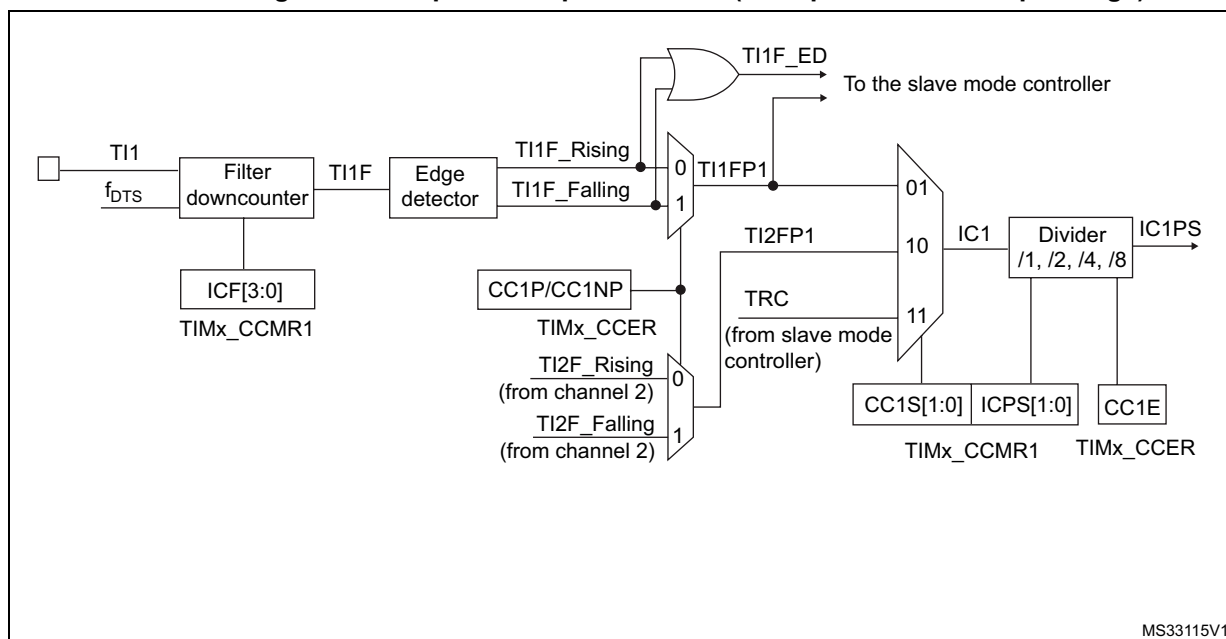 TI1F_ED
To the slave mode controller
TI1
f_DTS
Filter
downcounter
TI1F
Edge
detector
TI1F_Rising
TI1F_Falling
0
1
TI1FP1
01
TI2FP1
10
IC1
Divider
/1, /2, /4, /8
IC1PS
ICF[3:0]
TIMx_CCMR1
CC1P/CC1NP
TIMx_CCER
TRC
11
(from slave mode
controller)
TI2F_Rising
(from channel 2)
0
TI2F_Falling
(from channel 2)
1
CC1S[1:0]
ICPS[1:0]
CC1E
TIMx_CCMR1
TIMx_CCER
MS33115V1